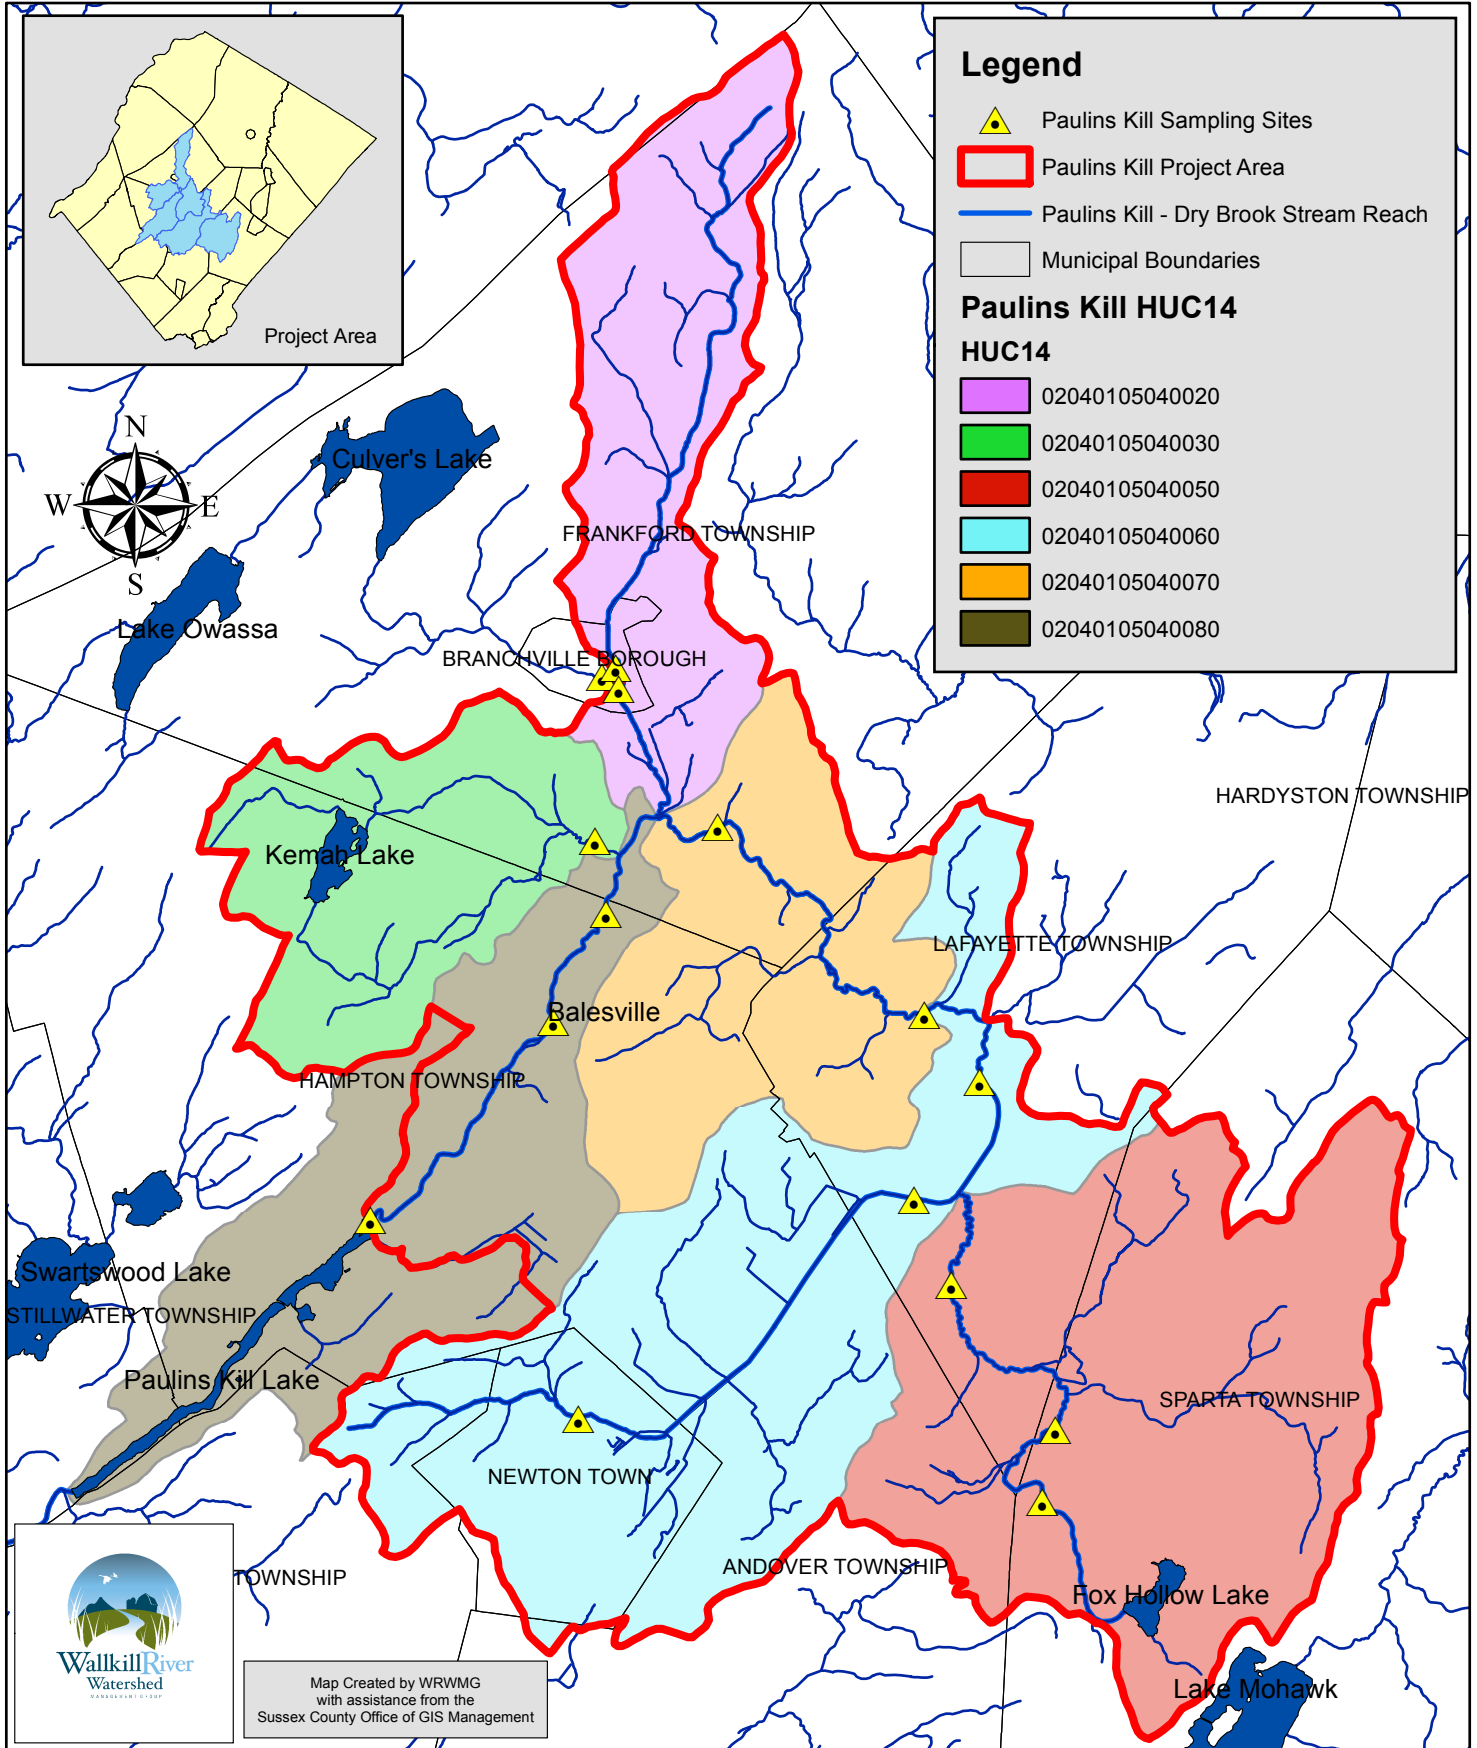 Project Area
Legend
Paulins Kill Sampling Sites
Paulins Kill Project Area
Paulins Kill - Dry Brook Stream Reach
Municipal Boundaries
Paulins Kill HUC14
HUC14
02040105040020
02040105040030
02040105040050
02040105040060
02040105040070
02040105040080
N
W E
S
Culver's Lake
FRANKFORD TOWNSHIP
Lake Owassa
BRANCHVILLE BOROUGH
HARDYSTON TOWNSHIP
Kemah Lake
LAFAYETTE TOWNSHIP
Balesville
HAMPTON TOWNSHIP
Swartswood Lake
STILLWATER TOWNSHIP
Paulins Kill Lake
SPARTA TOWNSHIP
NEWTON TOWN
ANDOVER TOWNSHIP
TOWNSHIP
Fox Hollow Lake
Lake Mohawk
WallkillRiver
Watershed
MANAGEMENT GROUP
Map Created by WRWMG
with assistance from the
Sussex County Office of GIS Management